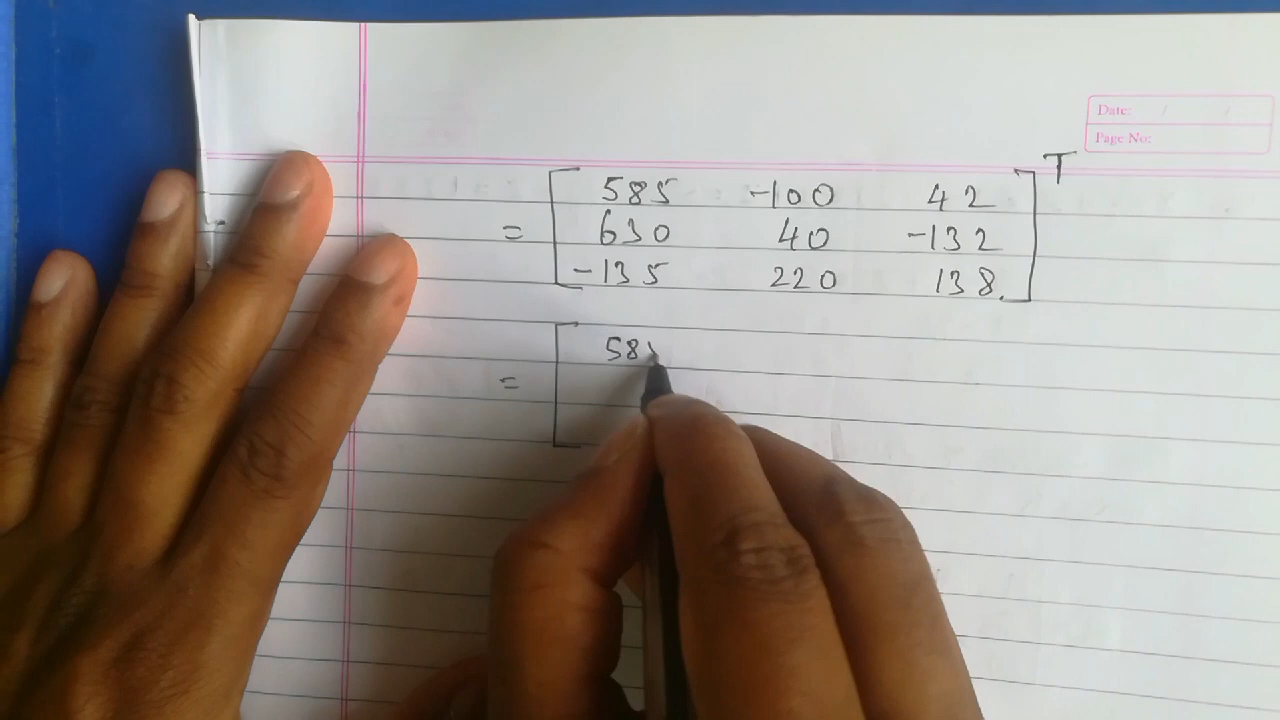 Date: / /
Page No:
T
585 -100 42
= 630 40 -132
-135 220 138.
58
=